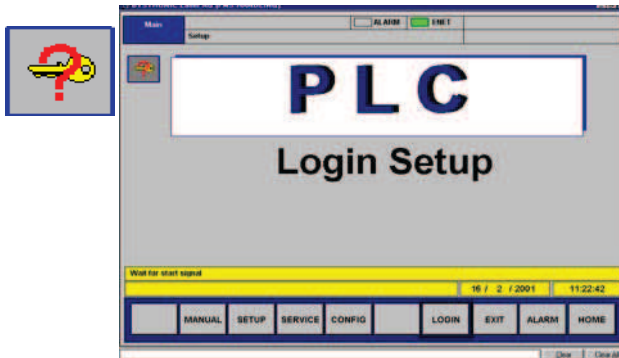 Main
ALARM
ENET
Setup
PLC
Login Setup
Wait for start signal
16 / 2 / 2001
11:22:42
MANUAL
SETUP
SERVICE
CONFIG
LOGIN
EXIT
ALARM
HOME
Clear